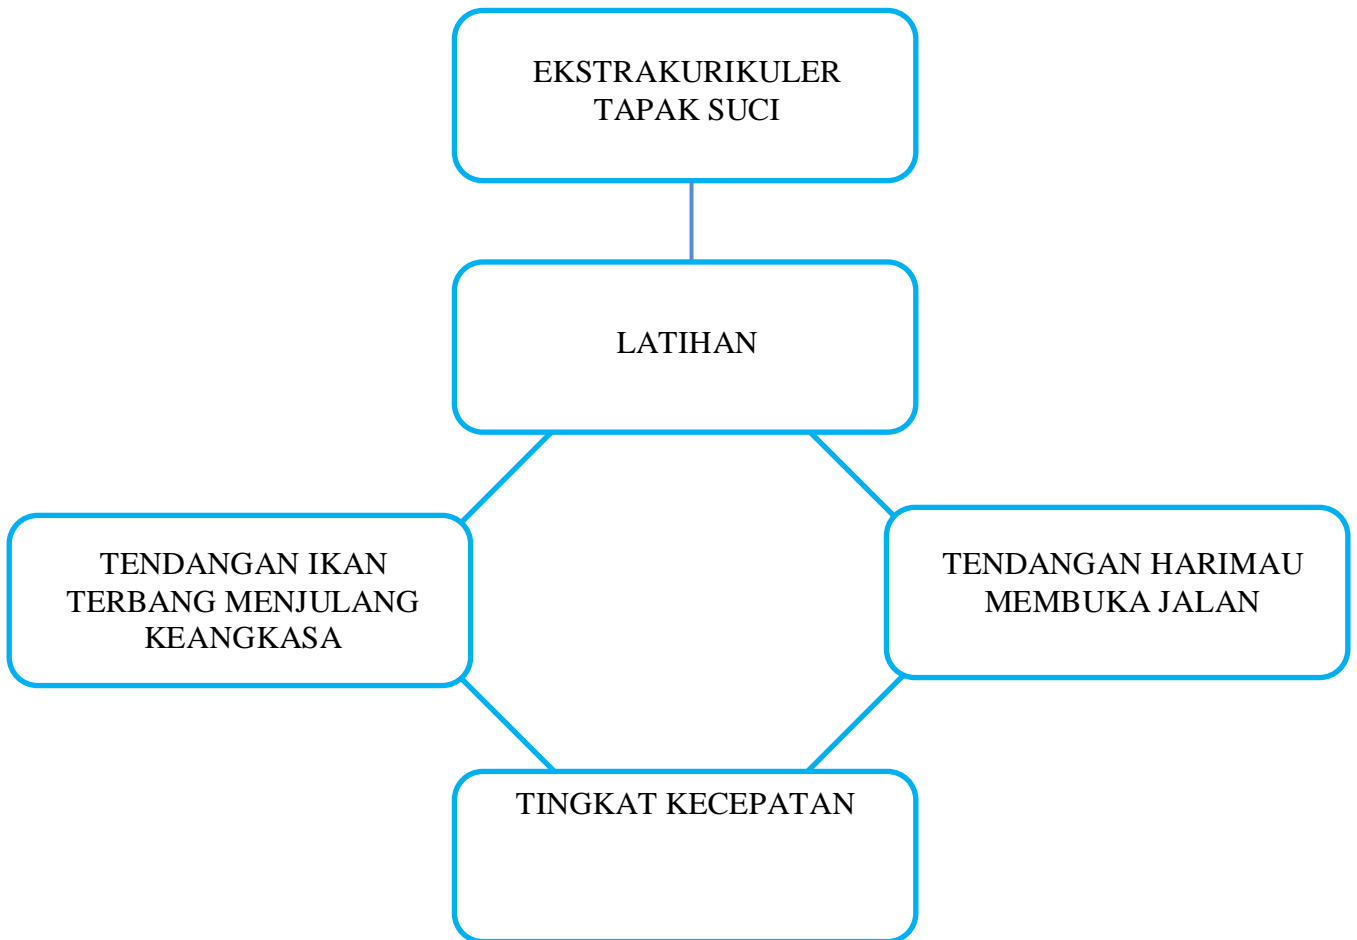 EKSTRAKURIKULER
TAPAK SUCI
LATIHAN
TENDANGAN IKAN
TERBANG MENJULANG
KEANGKASA
TENDANGAN HARIMAU
MEMBUKA JALAN
TINGKAT KECEPATAN